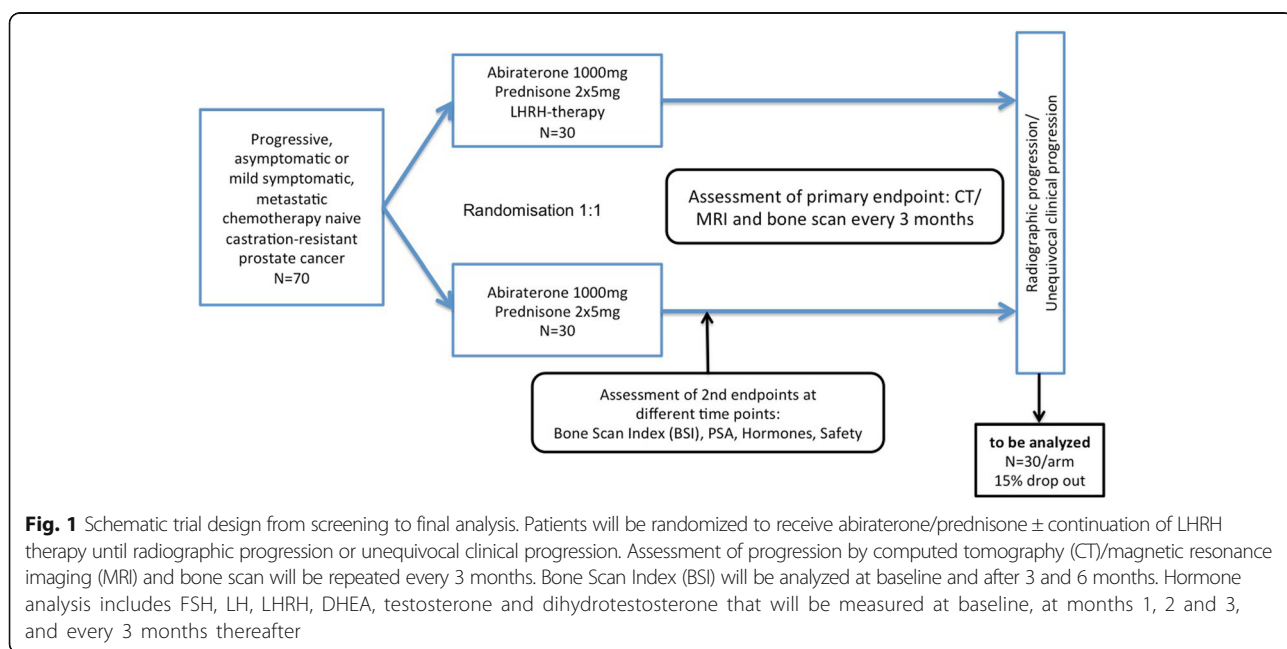 Progressive,
asymptomatic or
mild symptomatic,
metastatic
chemotherapy naive
castration-resistant
prostate cancer
N=70
Abiraterone 1000mg
Prednisone 2x5mg
LHRH-therapy
N=30
Randomisation 1:1
Abiraterone 1000mg
Prednisone 2x5mg
N=30
Assessment of primary endpoint: CT/
MRI and bone scan every 3 months
Assessment of 2nd endpoints at
different time points:
Bone Scan Index (BSI), PSA, Hormones, Safety
Radiographic progression/
Unequivocal clinical progression
to be analyzed
N=30/arm
15% drop out
Fig. 1 Schematic trial design from screening to final analysis. Patients will be randomized to receive abiraterone/prednisone ± continuation of LHRH
therapy until radiographic progression or unequivocal clinical progression. Assessment of progression by computed tomography (CT)/magnetic resonance
imaging (MRI) and bone scan will be repeated every 3 months. Bone Scan Index (BSI) will be analyzed at baseline and after 3 and 6 months. Hormone
analysis includes FSH, LH, LHRH, DHEA, testosterone and dihydrotestosterone that will be measured at baseline, at months 1, 2 and 3,
and every 3 months thereafter